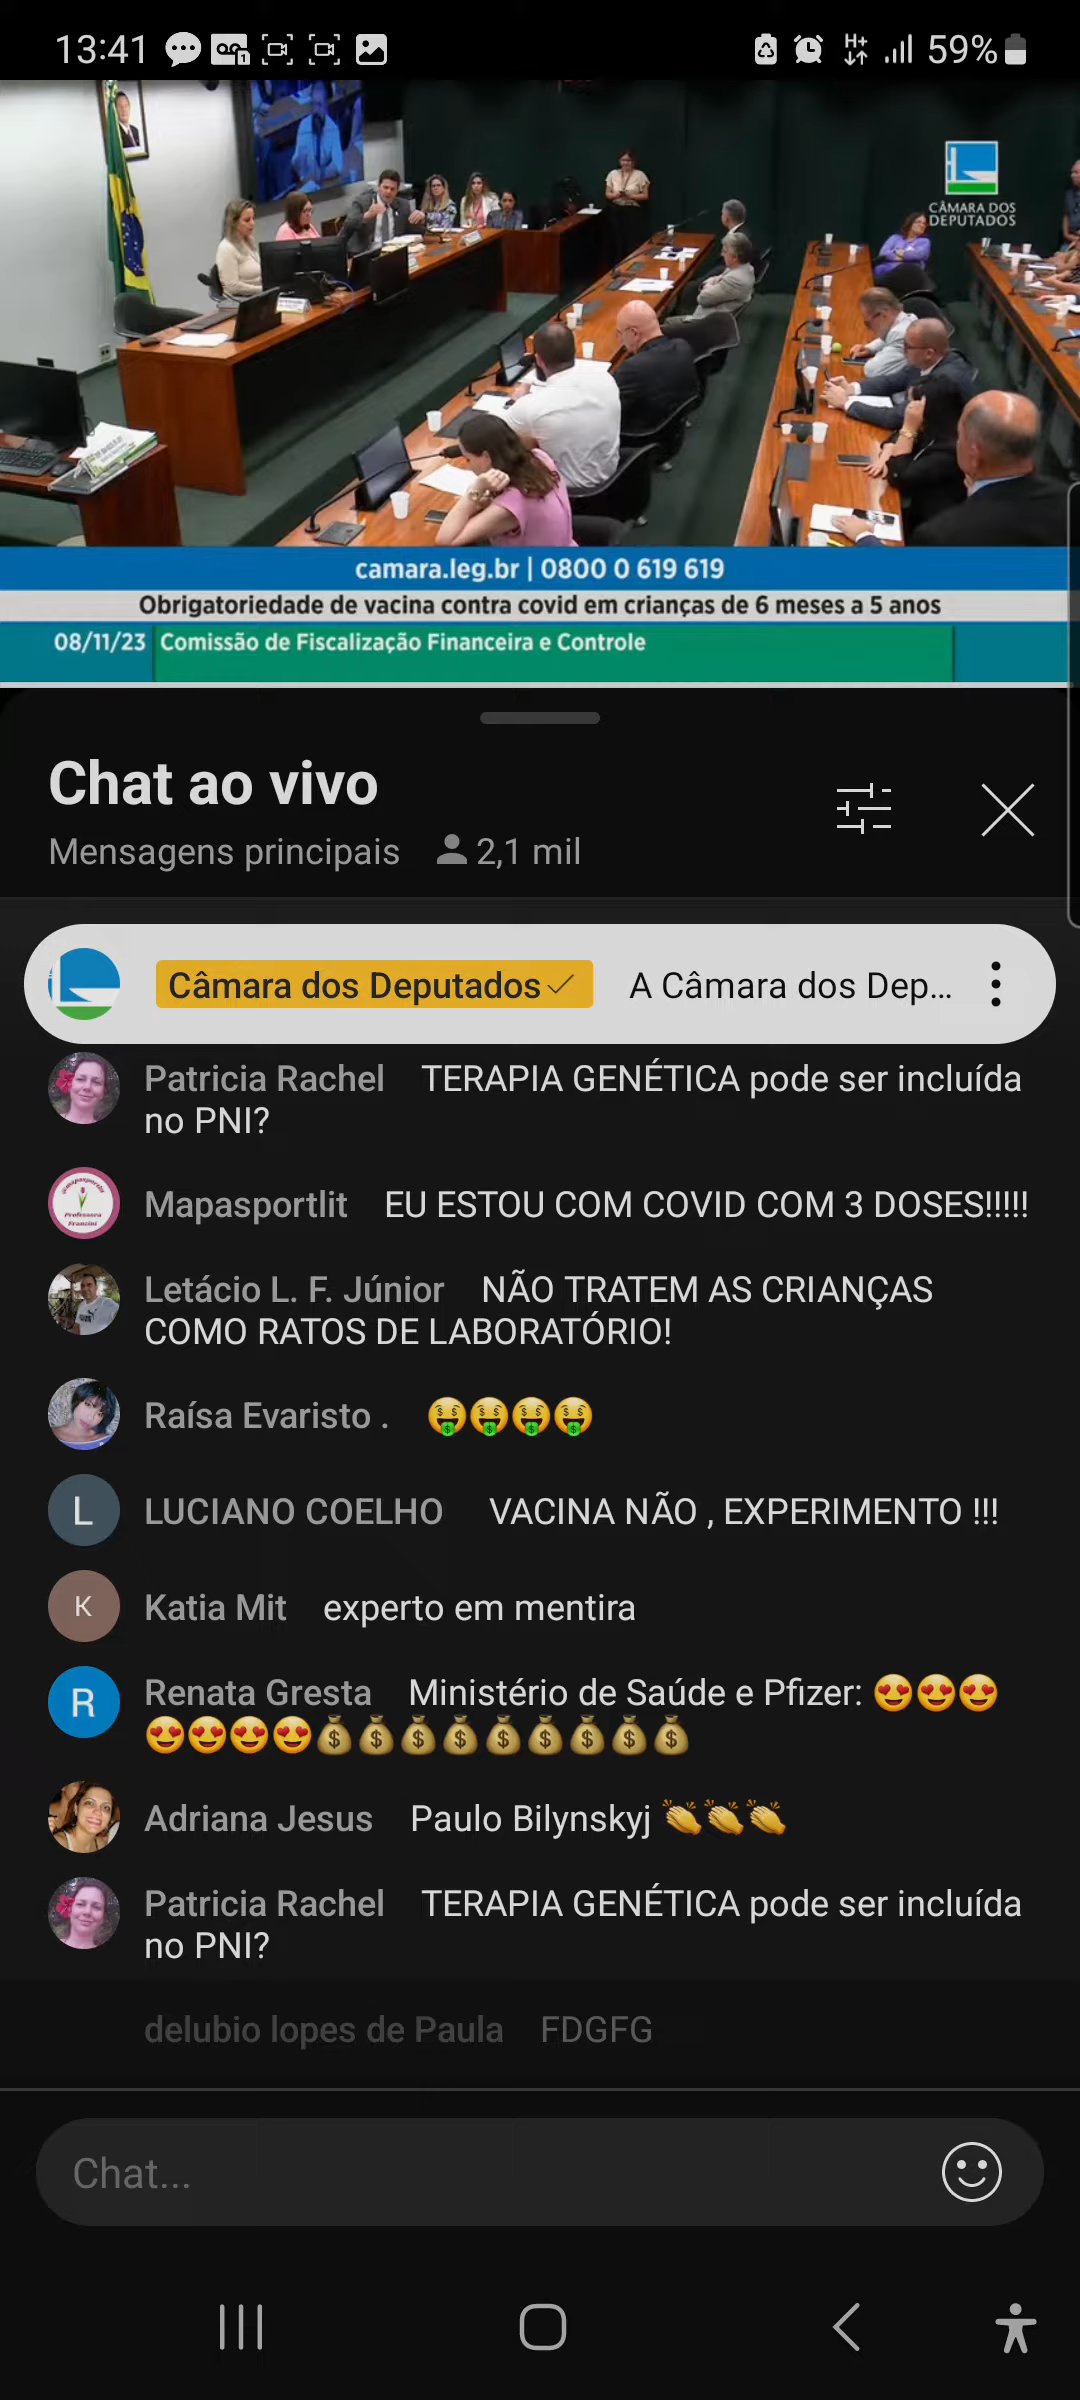 13:41
59%
CÂMARA DOS
DEPUTADOS
camara.leg.br | 0800 0 619 619
Obrigatoriedade de vacina contra covid em crianças de 6 meses a 5 anos
08/11/23 Comissão de Fiscalização Financeira e Controle
Chat ao vivo
Mensagens principais 2,1 mil
Câmara dos Deputados✓ A Câmara dos Dep...
Patricia Rachel TERAPIA GENÉTICA pode ser incluída
no PNI?
Mapasportlit EU ESTOU COM COVID COM 3 DOSES!!!!!
Letácio L. F. Júnior NÃO TRATEM AS CRIANÇAS
COMO RATOS DE LABORATÓRIO!
Raísa Evaristo . 🤑🤑🤑🤑
L LUCIANO COELHO VACINA NÃO , EXPERIMENTO !!!
K Katia Mit experto em mentira
R Renata Gresta Ministério de Saúde e Pfizer: 😍😍😍
😍😍😍😍💰💰💰💰💰💰💰💰💰
Adriana Jesus Paulo Bilynskyj 👏👏👏
Patricia Rachel TERAPIA GENÉTICA pode ser incluída
no PNI?
delubio lopes de Paula FDGFG
Chat...